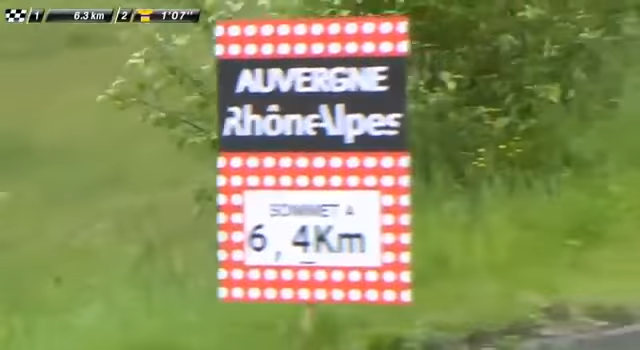 1 6.3 km 2 1'07''
AUVERGNE
RhôneAlpes
SOMMET A
6,4Km